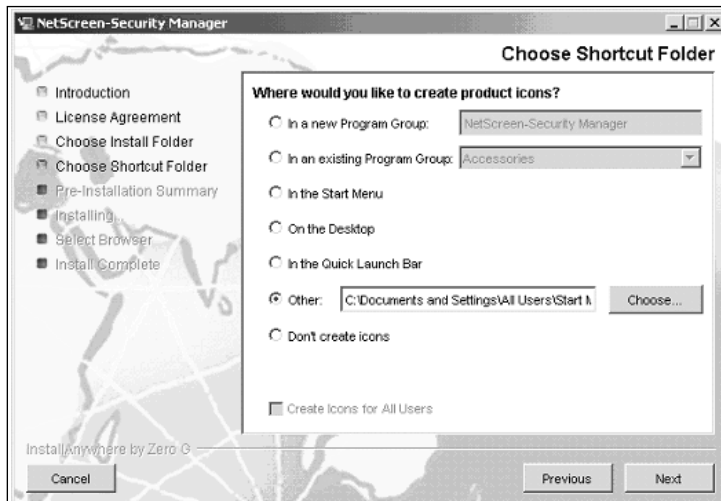 NetScreen-Security Manager
Choose Shortcut Folder
Introduction
License Agreement
Choose Install Folder
Choose Shortcut Folder
Pre-Installation Summary
Installing...
Select Browser
Install Complete
Where would you like to create product icons?
In a new Program Group: NetScreen-Security Manager
In an existing Program Group: Accessories
In the Start Menu
On the Desktop
In the Quick Launch Bar
Other: C:\Documents and Settings\All Users\Start M Choose...
Don't create icons
Create Icons for All Users
InstallAnywhere by Zero G
Cancel Previous Next